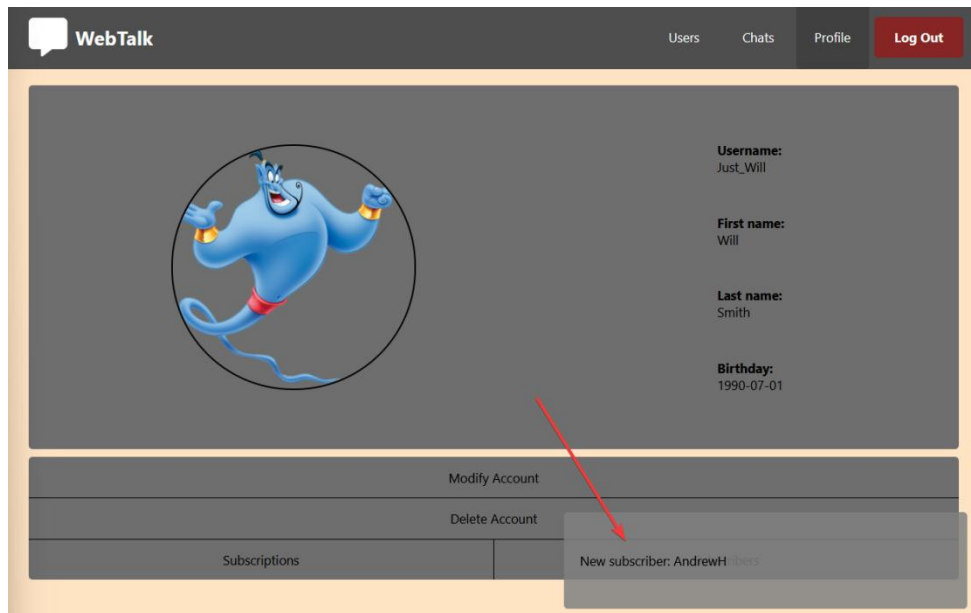 WebTalk
Users
Chats
Profile
Log Out
Username:
Just_Will
First name:
Will
Last name:
Smith
Birthday:
1990-07-01
Modify Account
Delete Account
Subscriptions
New subscriber: AndrewH